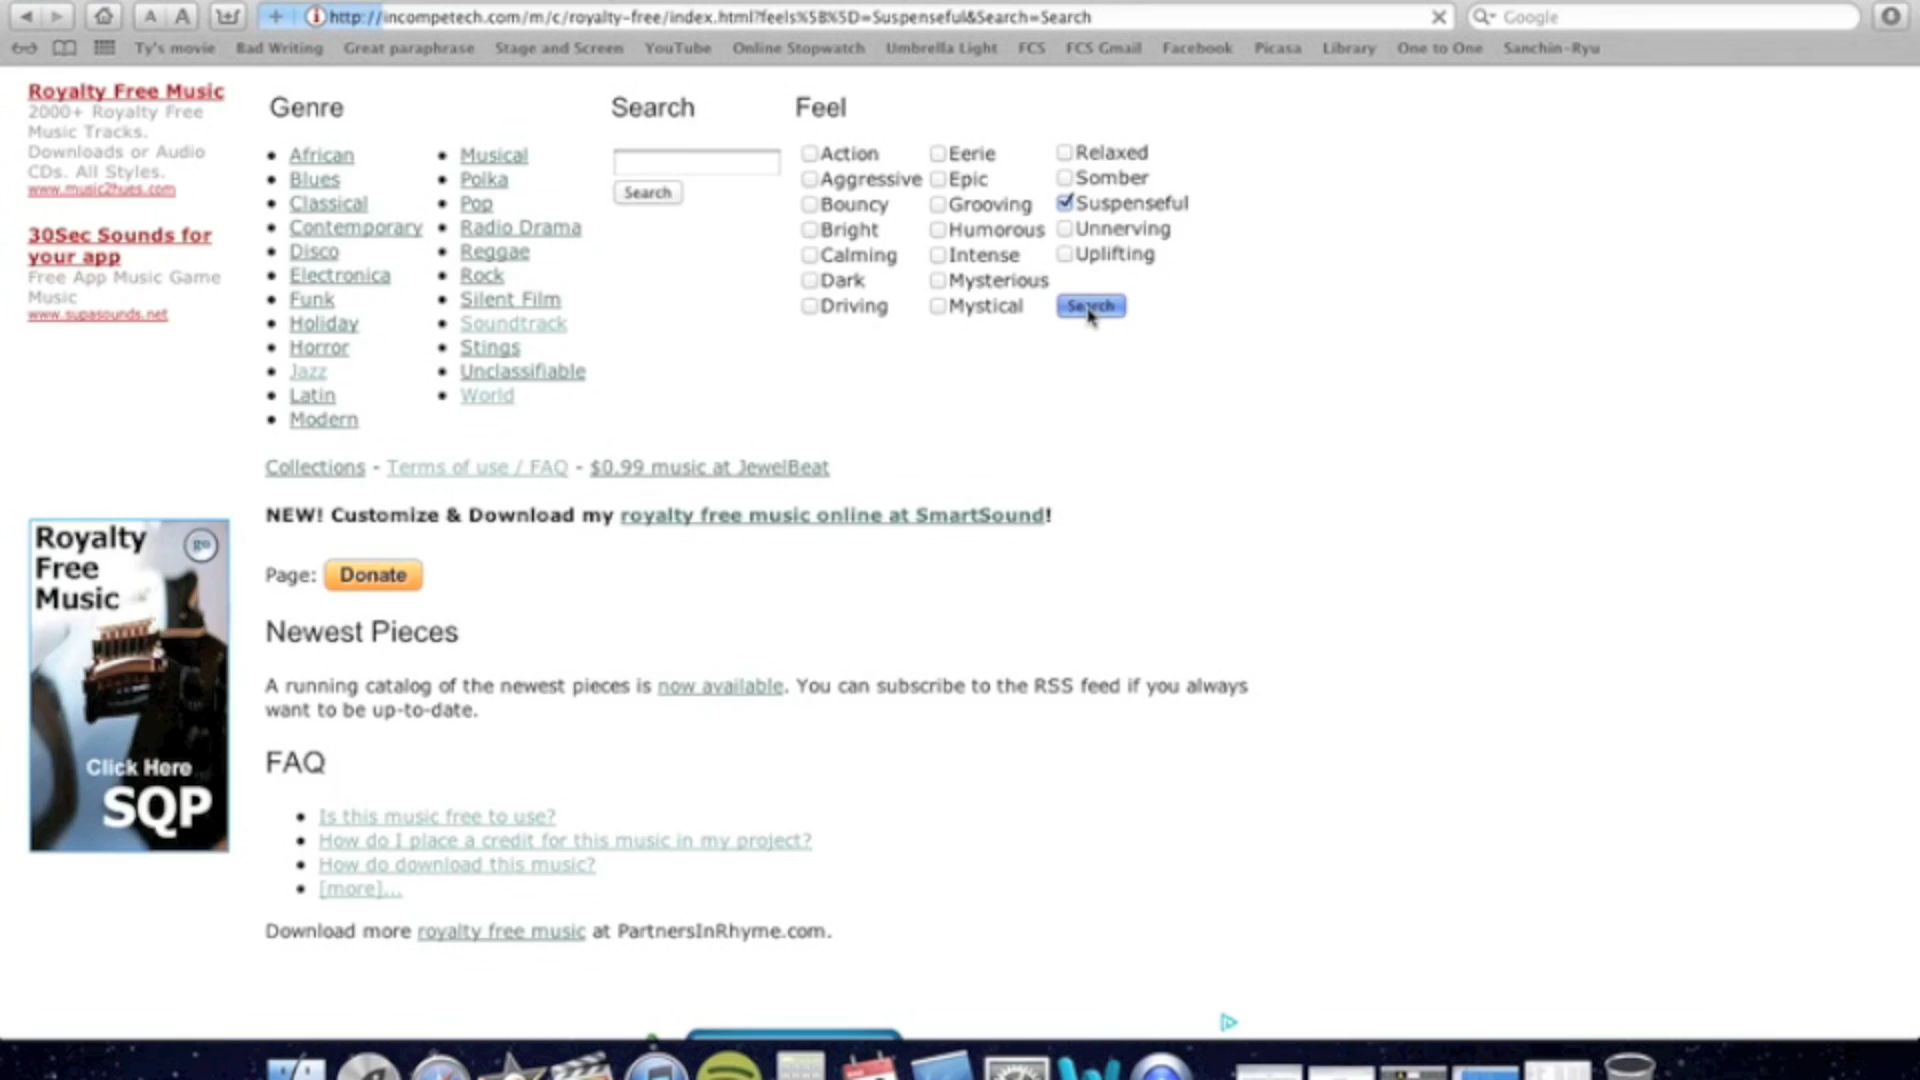 http://incompetech.com/m/c/royalty-free/index.html?feels%5B%5D=Suspenseful&Search=Search
Google
A A
Ty's movie Bad Writing Great paraphrase Stage and Screen YouTube Online Stopwatch Umbrella Light FCS FCS Gmail Facebook Picasa Library One to One Sanchin-Ryu
Royalty Free Music
2000+ Royalty Free
Music Tracks.
Downloads or Audio
CDs. All Styles.
www.music2hues.com
30Sec Sounds for
your app
Free App Music Game
Music
www.supasounds.net
Royalty
Free
Music
go
Click Here
SQP
Genre
African
Blues
Classical
Contemporary
Disco
Electronica
Funk
Holiday
Horror
Jazz
Latin
Modern
Musical
Polka
Pop
Radio Drama
Reggae
Rock
Silent Film
Soundtrack
Stings
Unclassifiable
World
Search
Search
Feel
Action
Aggressive
Bouncy
Bright
Calming
Dark
Driving
Eerie
Epic
Grooving
Humorous
Intense
Mysterious
Mystical
Relaxed
Somber
Suspenseful
Unnerving
Uplifting
Search
Collections - Terms of use / FAQ - $0.99 music at JewelBeat
NEW! Customize & Download my royalty free music online at SmartSound!
Page: Donate
Newest Pieces
A running catalog of the newest pieces is now available. You can subscribe to the RSS feed if you always
want to be up-to-date.
FAQ
Is this music free to use?
How do I place a credit for this music in my project?
How do download this music?
[more]...
Download more royalty free music at PartnersInRhyme.com.